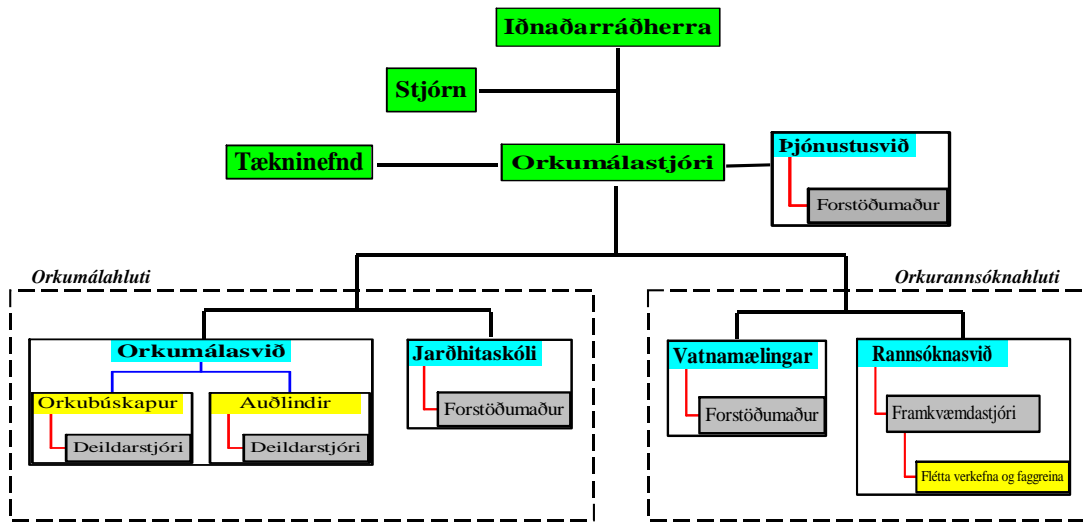 Iðnaðarráðherra
Stjórn
Tækninefnd
Orkumálastjóri
Þjónustusvið
Forstöðumaður
Orkumálahluti
Orkurannsóknahluti
Orkumálasvið
Orkubúskapur
Deildarstjóri
Auðlindir
Deildarstjóri
Jarðhitaskóli
Forstöðumaður
Vatnamælingar
Forstöðumaður
Rannsóknasvið
Framkvæmdastjóri
Flétta verkefna og faggreina